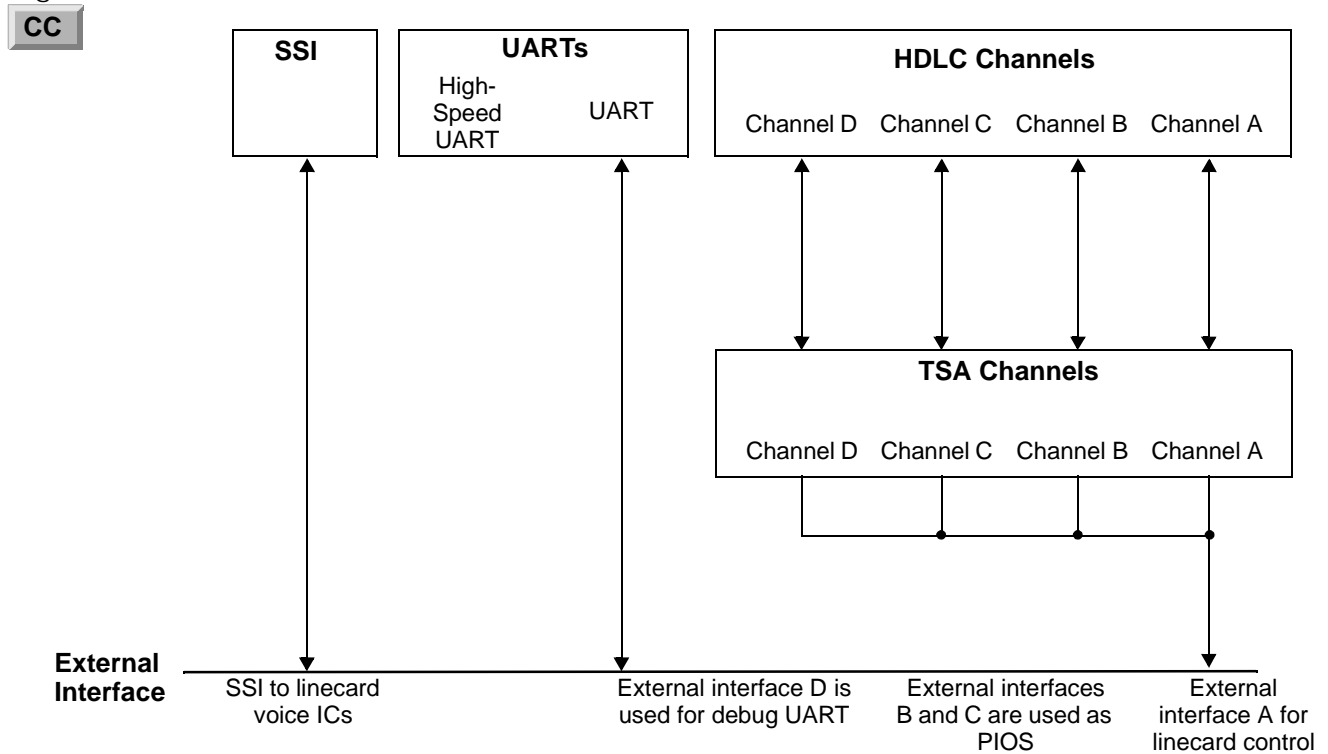 CC
SSI
UARTs
High-
Speed
UART
UART
HDLC Channels
Channel D Channel C Channel B Channel A
TSA Channels
Channel D Channel C Channel B Channel A
External
Interface
SSI to linecard
voice ICs
External interface D is
used for debug UART
External interfaces
B and C are used as
PIOS
External
interface A for
linecard control